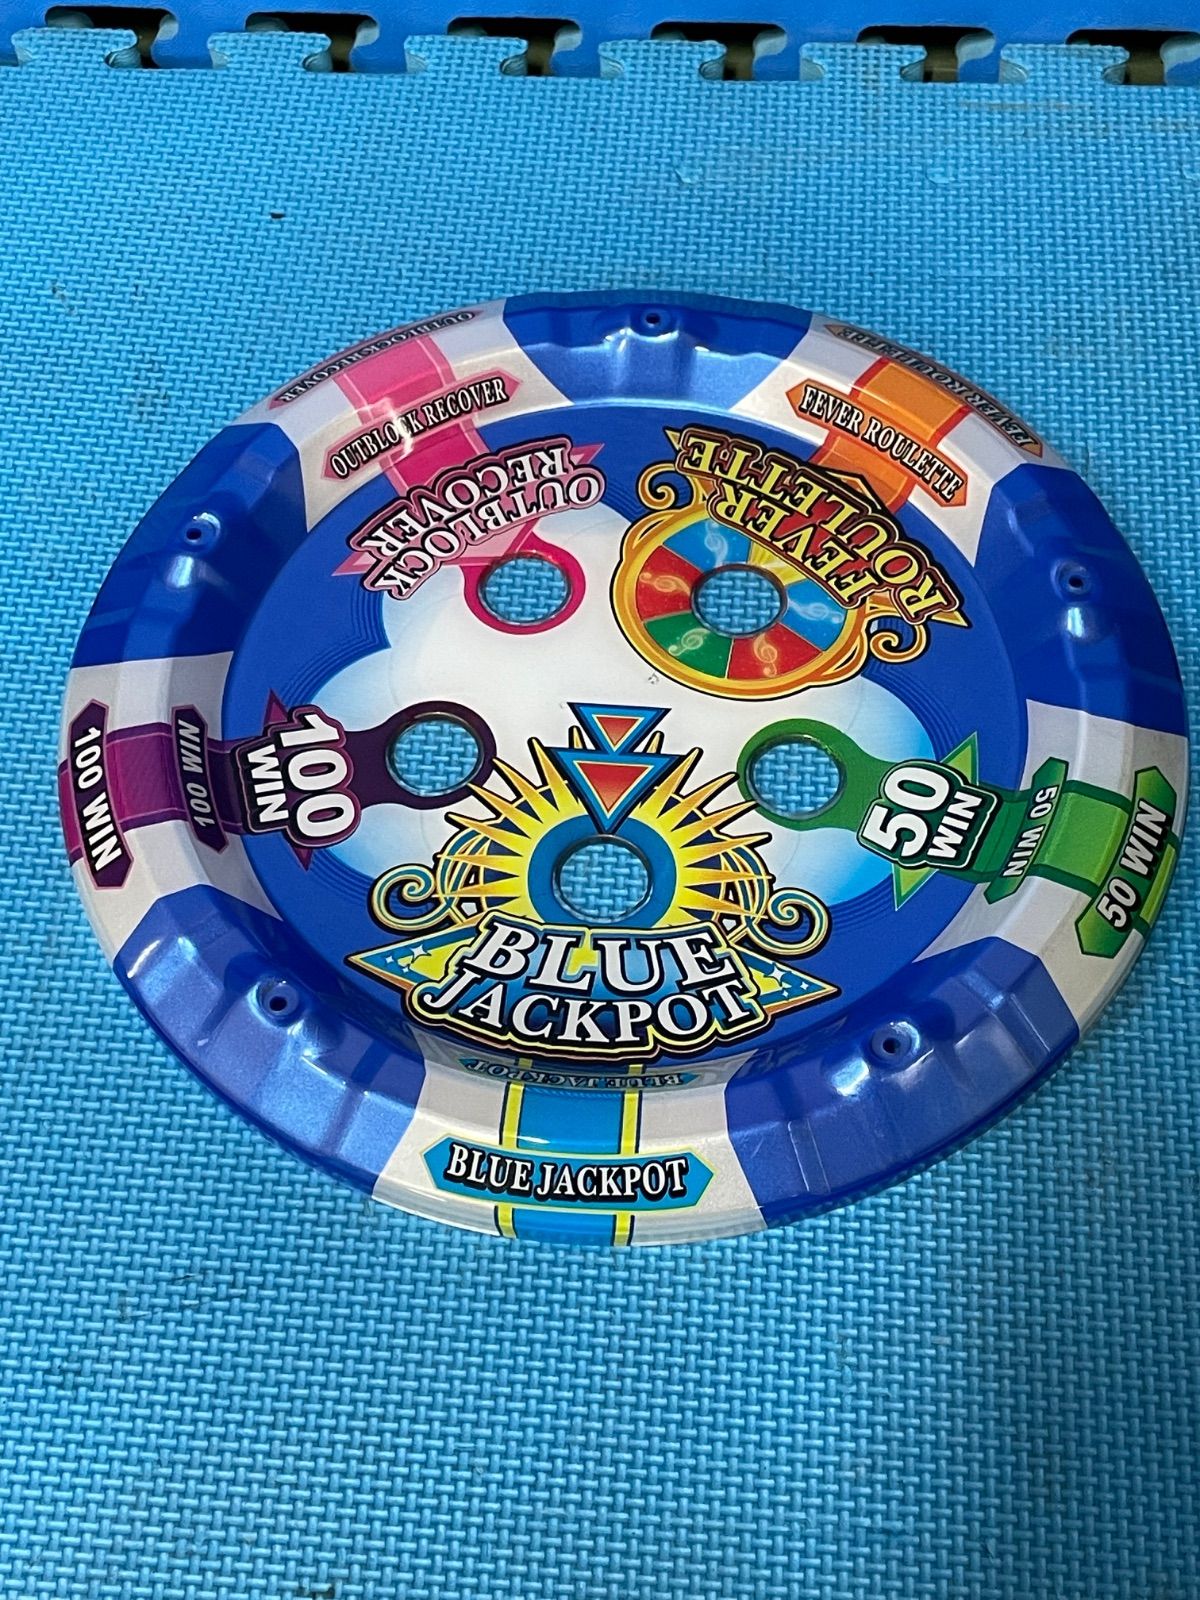 OUTBLOCK RECOVER
FEVER ROULETTE
OUTBLOCK RECOVER
FEVER ROULETTE
OUTBLOCK
RECOVER
FEVER
ROULETTE
100 WIN
100 WIN
100
WIN
50
WIN
50 WIN
50 WIN
BLUE
JACKPOT
BLUE JACKPOT
BLUE JACKPOT